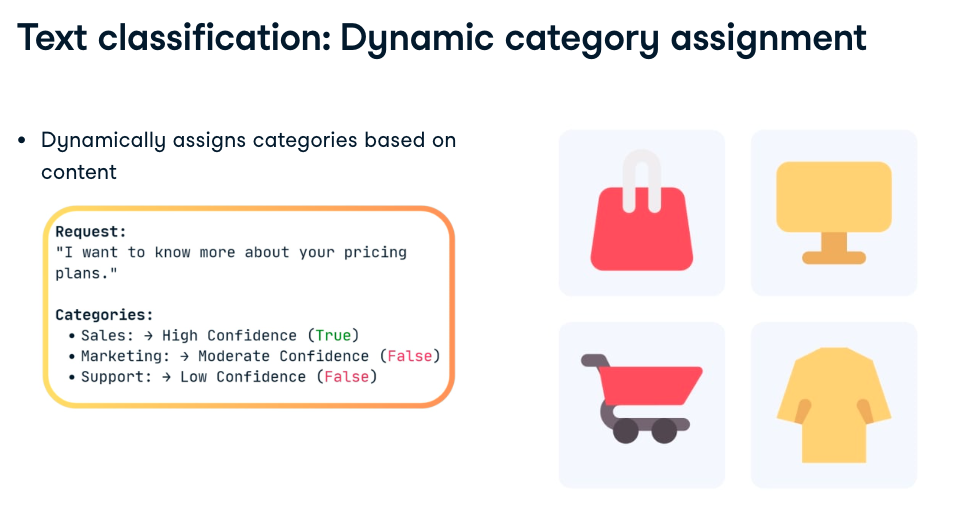 Text classification: Dynamic category assignment
• Dynamically assigns categories based on
content
Request:
"I want to know more about your pricing
plans."
Categories:
• Sales: → High Confidence (True)
• Marketing: → Moderate Confidence (False)
• Support: → Low Confidence (False)